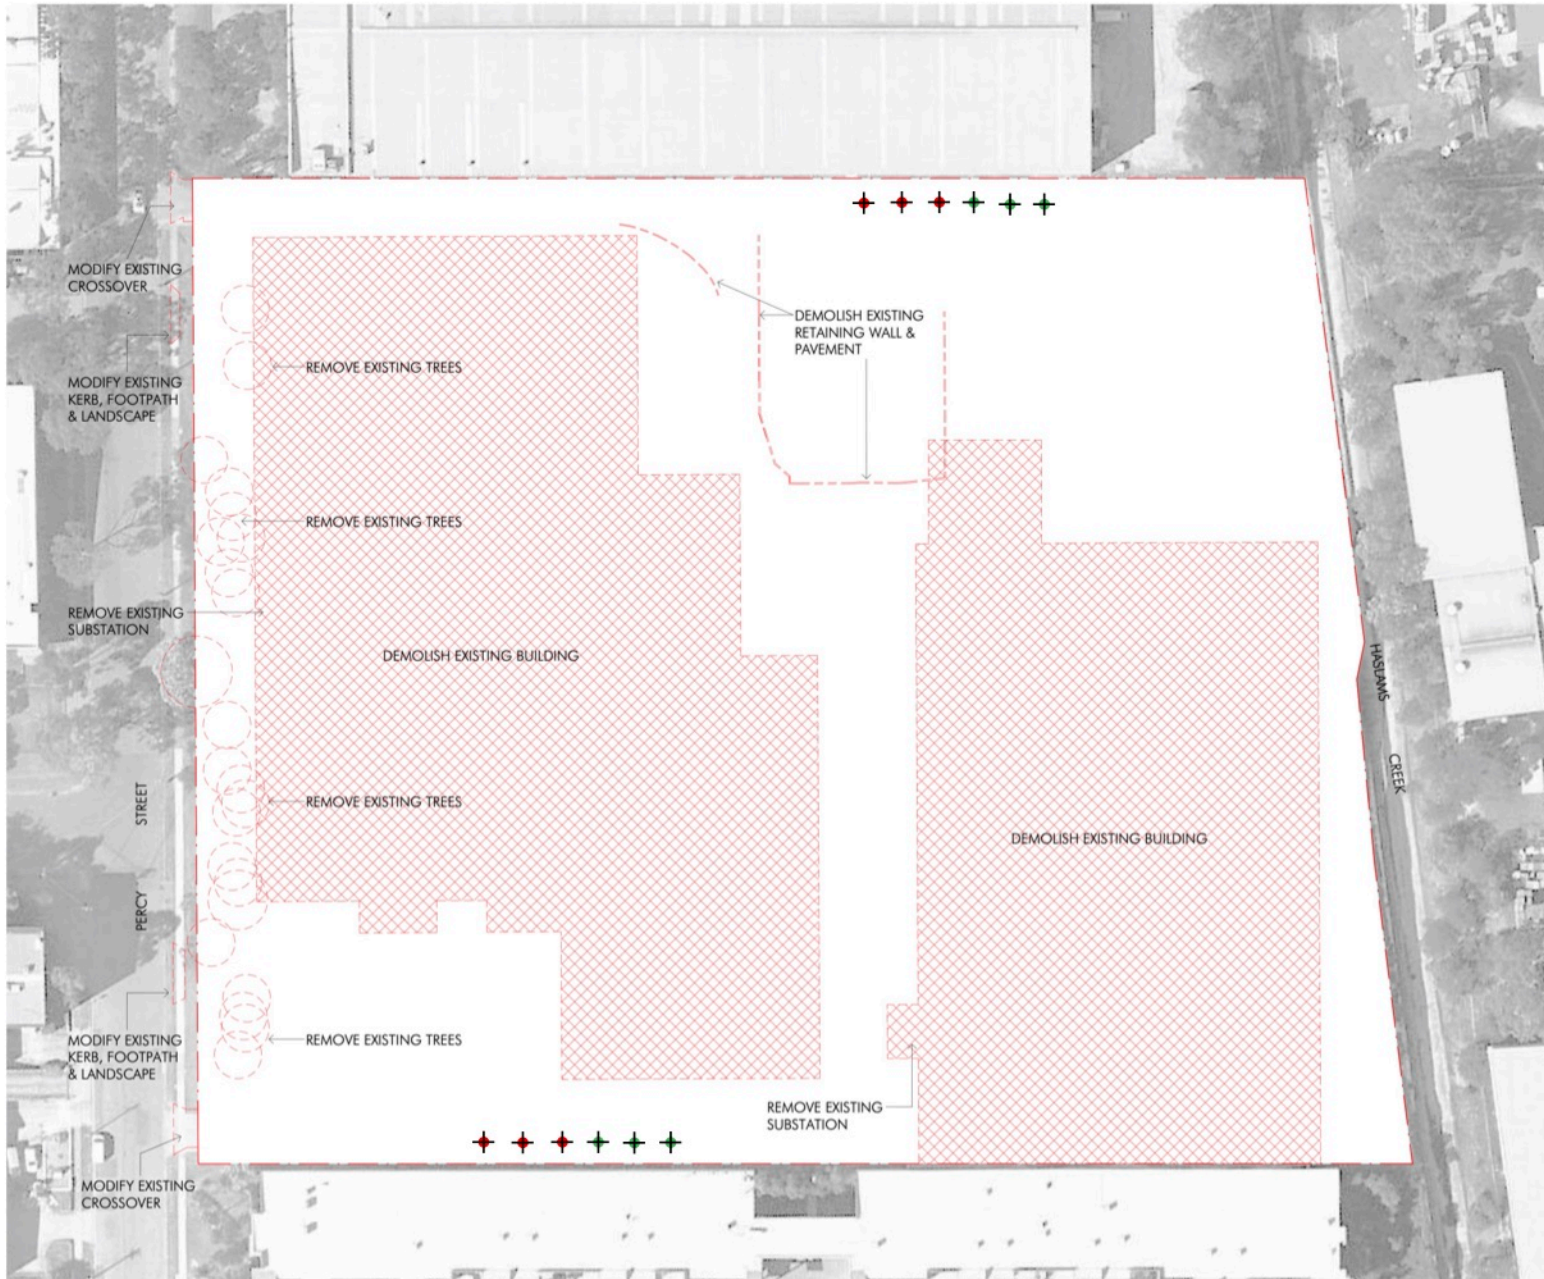 MODIFY EXISTING
CROSSOVER
DEMOLISH EXISTING
RETAINING WALL &
PAVEMENT
REMOVE EXISTING TREES
MODIFY EXISTING
KERB, FOOTPATH
& LANDSCAPE
REMOVE EXISTING TREES
REMOVE EXISTING
SUBSTATION
DEMOLISH EXISTING BUILDING
HASLAMS CREEK
REMOVE EXISTING TREES
PERCY STREET
DEMOLISH EXISTING BUILDING
MODIFY EXISTING
KERB, FOOTPATH
& LANDSCAPE
REMOVE EXISTING TREES
REMOVE EXISTING
SUBSTATION
MODIFY EXISTING
CROSSOVER